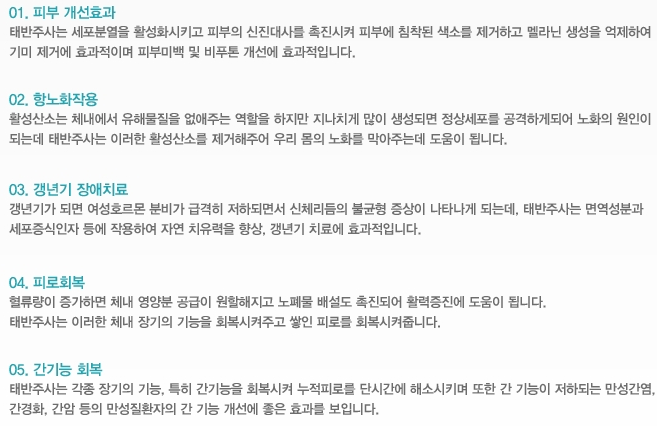 01. 피부 개선효과
태반주사는 세포분열을 활성화시키고 피부의 신진대사를 촉진시켜 피부에 침착된 색소를 제거하고 멜라닌 생성을 억제하여
기미 제거에 효과적이며 피부미백 및 비푸톤 개선에 효과적입니다.
02. 항노화작용
활성산소는 체내에서 유해물질을 없애주는 역할을 하지만 지나치게 많이 생성되면 정상세포를 공격하게되어 노화의 원인이
되는데 태반주사는 이러한 활성산소를 제거해주어 우리 몸의 노화를 막아주는데 도움이 됩니다.
03. 갱년기 장애치료
갱년기가 되면 여성호르몬 분비가 급격히 저하되면서 신체리듬의 불균형 증상이 나타나게 되는데, 태반주사는 면역성분과
세포증식인자 등에 작용하여 자연 치유력을 향상, 갱년기 치료에 효과적입니다.
04. 피로회복
혈류량이 증가하면 체내 영양분 공급이 원할해지고 노폐물 배설도 촉진되어 활력증진에 도움이 됩니다.
태반주사는 이러한 체내 장기의 기능을 회복시켜주고 쌓인 피로를 회복시켜줍니다.
05. 간기능 회복
태반주사는 각종 장기의 기능, 특히 간기능을 회복시켜 누적피로를 단시간에 해소시키며 또한 간 기능이 저하되는 만성간염,
간경화, 간암 등의 만성질환자의 간 기능 개선에 좋은 효과를 보입니다.